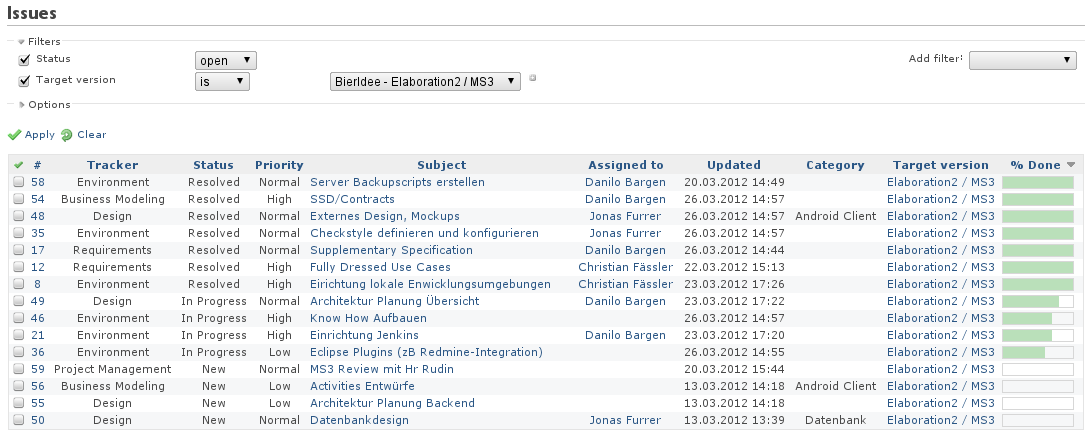 Issues
Filters
Status open Add filter:
Target version is BierIdee - Elaboration2 / MS3
Options
Apply Clear
# Tracker Status Priority Subject Assigned to Updated Category Target version % Done
58 Environment Resolved Normal Server Backupscripts erstellen Danilo Bargen 20.03.2012 14:49 Elaboration2 / MS3
54 Business Modeling Resolved High SSD/Contracts Danilo Bargen 26.03.2012 14:57 Elaboration2 / MS3
48 Design Resolved Normal Externes Design, Mockups Jonas Furrer 26.03.2012 14:57 Android Client Elaboration2 / MS3
35 Environment Resolved Normal Checkstyle definieren und konfigurieren Jonas Furrer 26.03.2012 14:57 Elaboration2 / MS3
17 Requirements Resolved Normal Supplementary Specification Danilo Bargen 26.03.2012 14:44 Elaboration2 / MS3
12 Requirements Resolved High Fully Dressed Use Cases Christian Fässler 22.03.2012 15:13 Elaboration2 / MS3
8 Environment Resolved High Eirichtung lokale Enwicklungsumgebungen Christian Fässler 23.03.2012 17:26 Elaboration2 / MS3
49 Design In Progress Normal Architektur Planung Übersicht Danilo Bargen 23.03.2012 17:22 Elaboration2 / MS3
46 Environment In Progress High Know How Aufbauen 26.03.2012 14:57 Elaboration2 / MS3
21 Environment In Progress High Einrichtung Jenkins Danilo Bargen 23.03.2012 17:20 Elaboration2 / MS3
36 Environment In Progress Low Eclipse Plugins (zB Redmine-Integration) 26.03.2012 14:55 Elaboration2 / MS3
59 Project Management New Normal MS3 Review mit Hr Rudin 20.03.2012 15:44 Elaboration2 / MS3
56 Business Modeling New Low Activities Entwürfe 13.03.2012 14:18 Android Client Elaboration2 / MS3
55 Design New Low Architektur Planung Backend 13.03.2012 14:18 Elaboration2 / MS3
50 Design New Normal Datenbankdesign Jonas Furrer 13.03.2012 13:39 Datenbank Elaboration2 / MS3